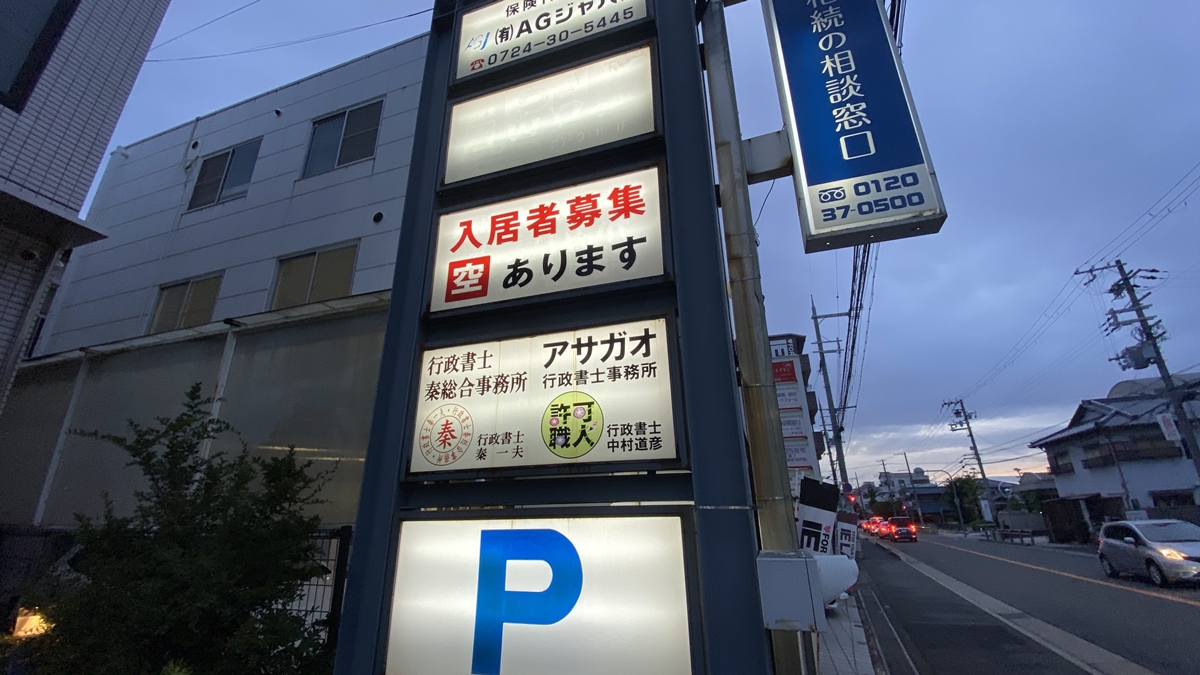 保険
(有)AGジャパン
☎0724-30-5445
入居者募集
空 あります
行政書士
秦総合事務所
秦
行政書士
秦 一夫
アサガオ
行政書士事務所
許可
職人
行政書士
中村道彦
P
相続の相談窓口
0120
37-0500